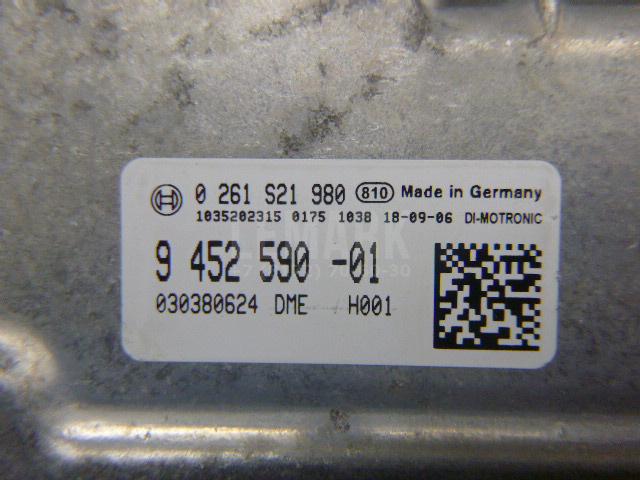 0 261 S21 980 810 Made in Germany
1035202315 0175 1038 18-09-06 DI-MOTRONIC
9 452 590 -01
030380624 DME H001
LEMARK